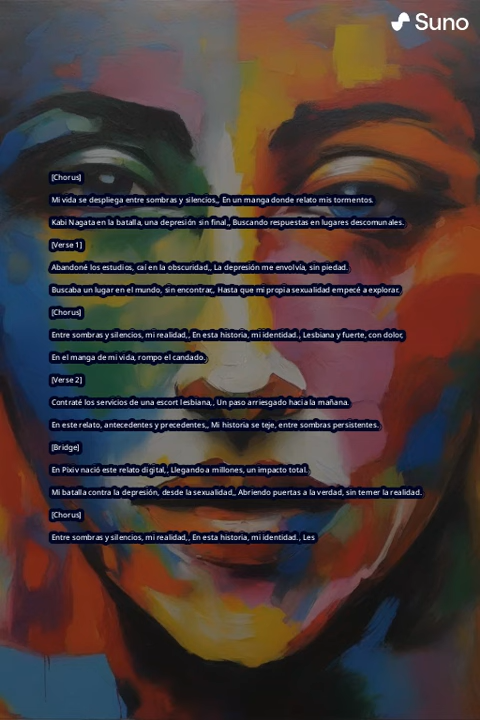 Suno
[Chorus]
Mi vida se despliega entre sombras y silencios,, En un manga donde relato mis tormentos.
Kabi Nagata en la batalla, una depresión sin final,, Buscando respuestas en lugares descomunales.
[Verse 1]
Abandoné los estudios, caí en la obscuridad,, La depresión me envolvía, sin piedad.
Buscaba un lugar en el mundo, sin encontrar,, Hasta que mi propia sexualidad empecé a explorar.
[Chorus]
Entre sombras y silencios, mi realidad,, En esta historia, mi identidad., Lesbiana y fuerte, con dolor,
En el manga de mi vida, rompo el candado.
[Verse 2]
Contraté los servicios de una escort lesbiana,, Un paso arriesgado hacia la mañana.
En este relato, antecedentes y precedentes,, Mi historia se teje, entre sombras persistentes.
[Bridge]
En Pixiv nació este relato digital,, Llegando a millones, un impacto total.
Mi batalla contra la depresión, desde la sexualidad,, Abriendo puertas a la verdad, sin temer la realidad.
[Chorus]
Entre sombras y silencios, mi realidad,, En esta historia, mi identidad., Les